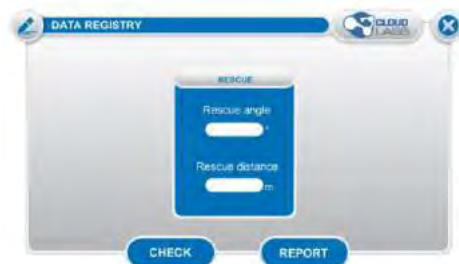 DATA REGISTRY
CLOUD
LABS
RESCUE
Rescue angle
°
Rescue distance
m
CHECK
REPORT